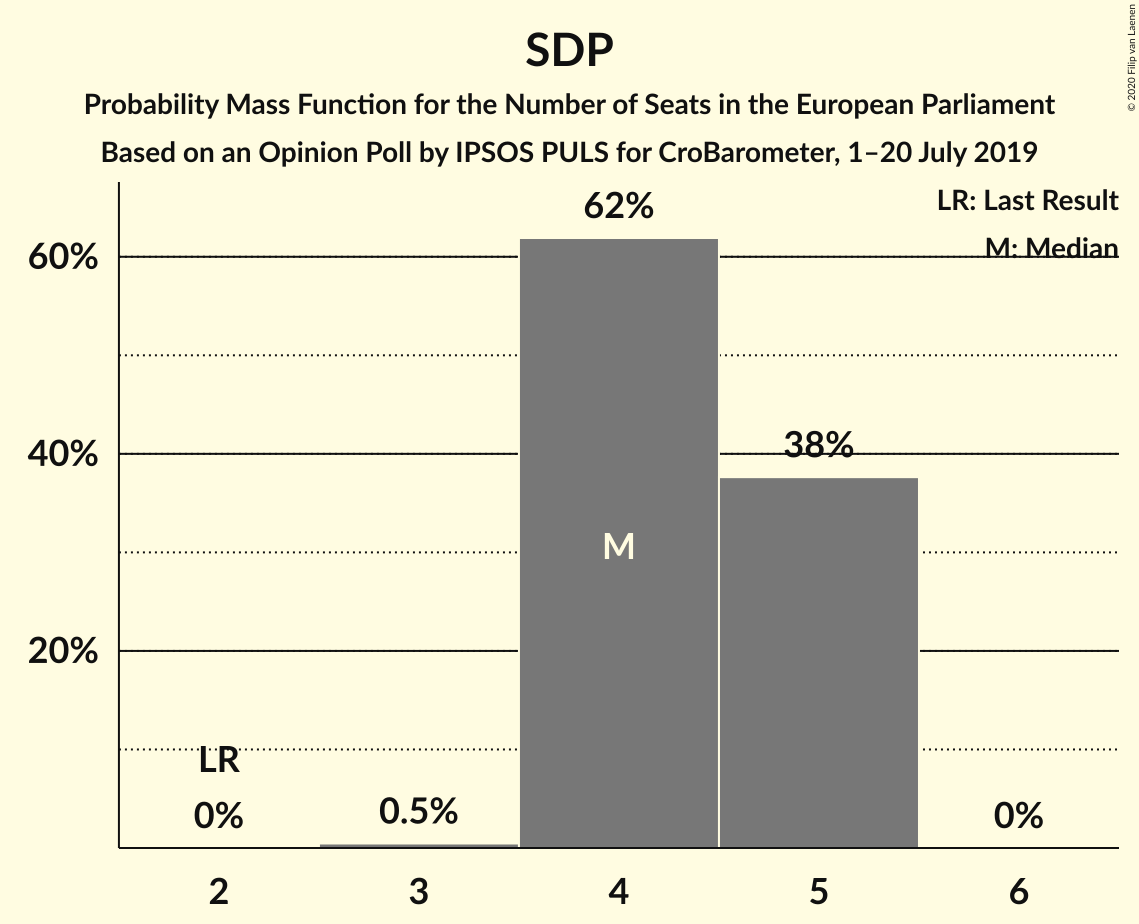 SDP
Probability Mass Function for the Number of Seats in the European Parliament
Based on an Opinion Poll by IPSOS PULS for CroBarometer, 1–20 July 2019
© 2020 Filip van Laenen
LR: Last Result
M: Median
62%
60%
38%
40%
M
20%
LR
0%
0.5%
0%
2
3
4
5
6